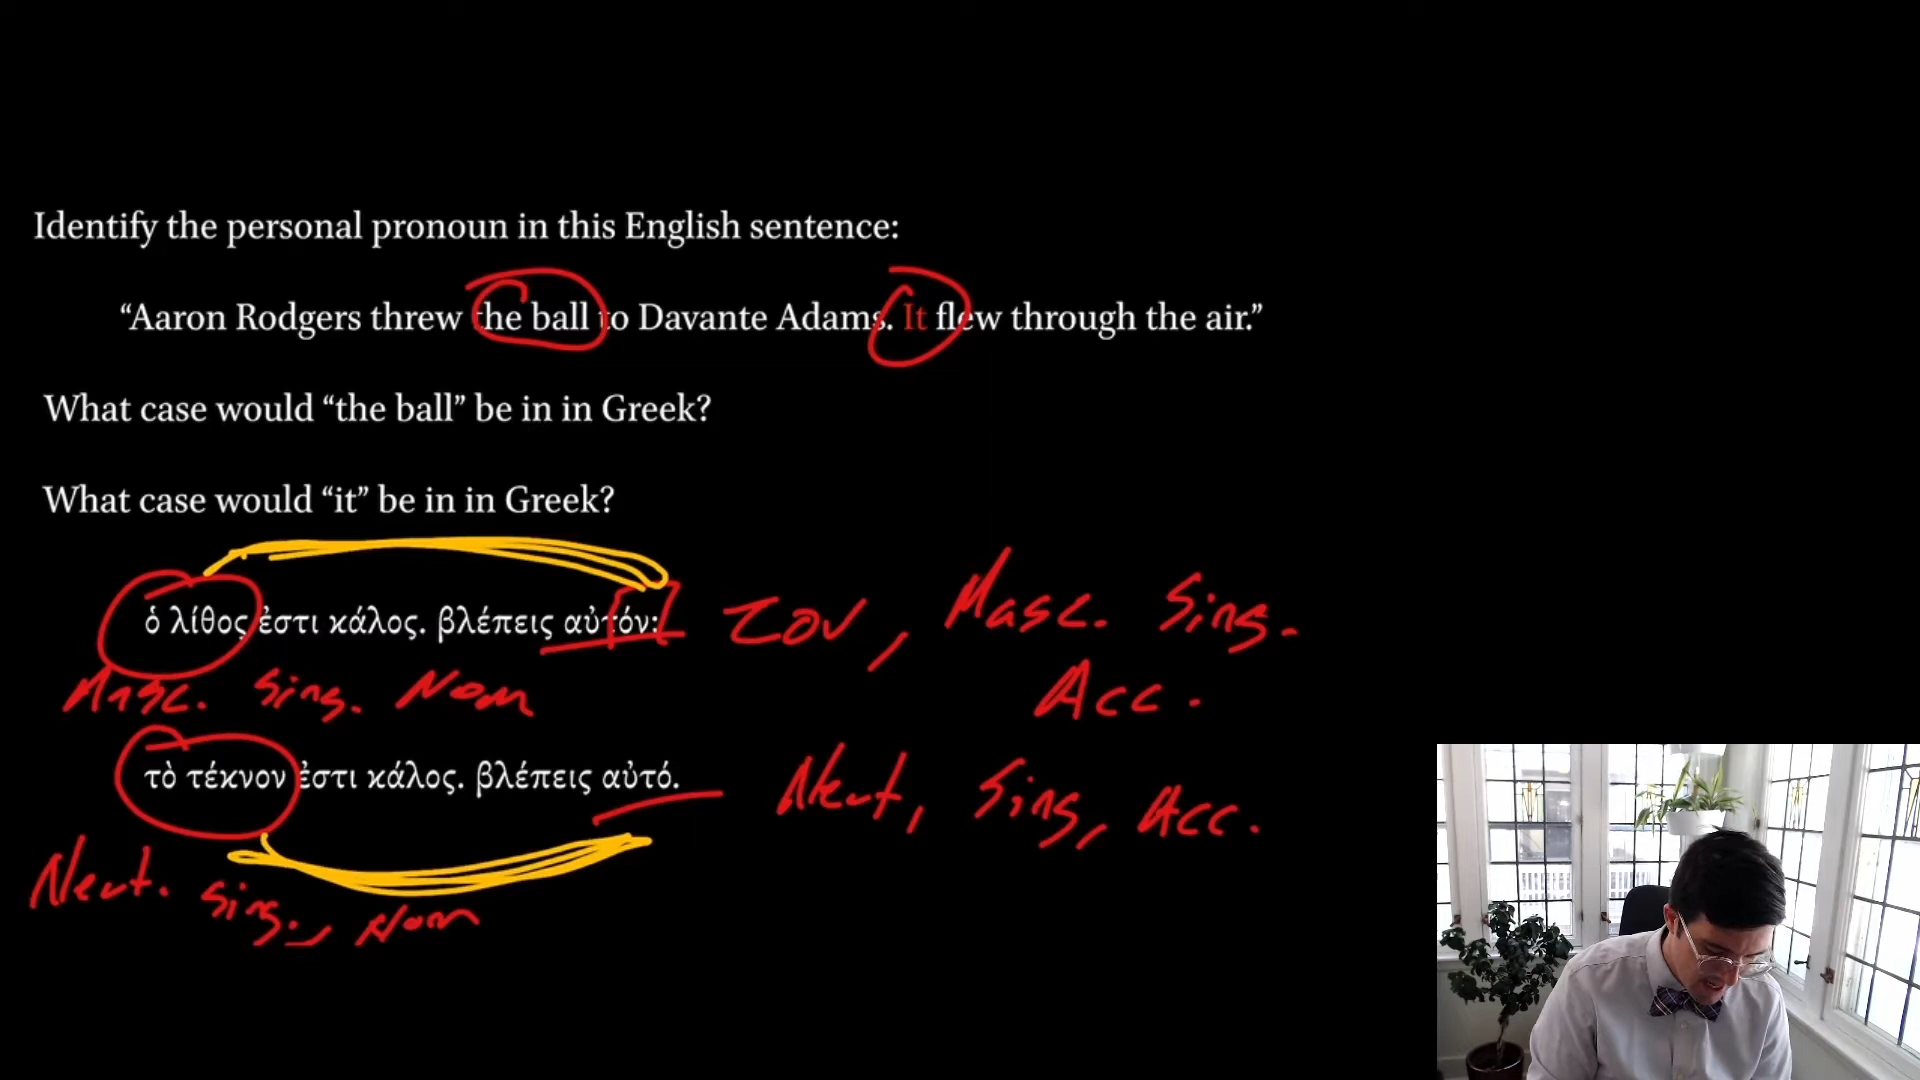 Identify the personal pronoun in this English sentence:
“Aaron Rodgers threw the ball to Davante Adams. It flew through the air.”
What case would “the ball” be in in Greek?
What case would “it” be in in Greek?
ὁ λίθος ἐστι κάλος. βλέπεις αὐτόν: τον, Masc. Sing.
Acc.
Masc. Sing. Nom
τὸ τέκνον ἐστι κάλος. βλέπεις αὐτό. Neut, Sing, Acc.
Neut. Sing., Nom